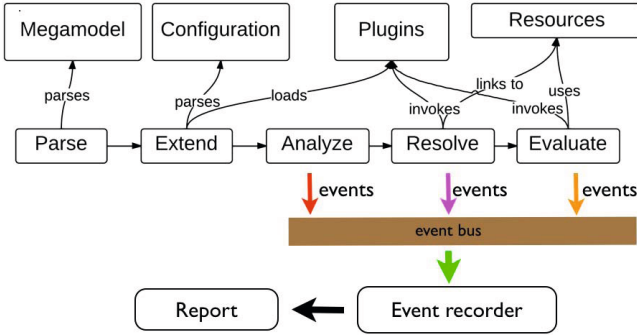 Megamodel
Configuration
Plugins
Resources
parses
parses
loads
invokes
links to
invokes
uses
Parse
Extend
Analyze
Resolve
Evaluate
events
events
events
event bus
Report
Event recorder